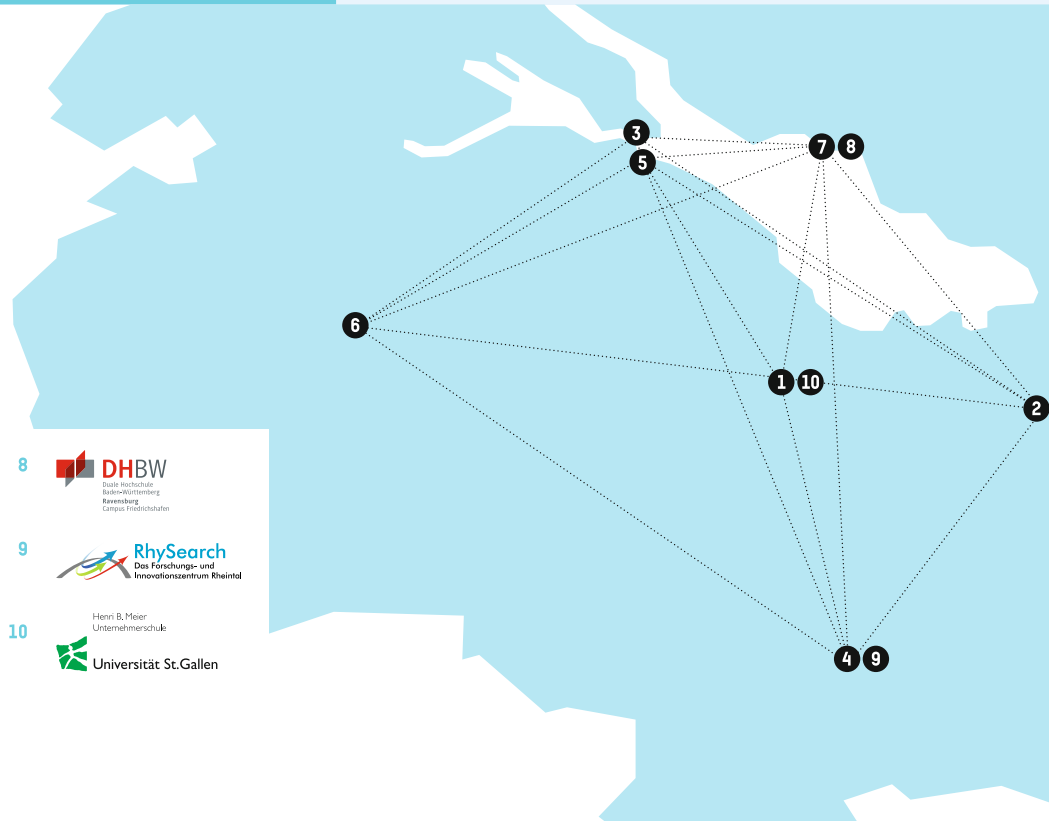 3
7 8
5
6
1 10
2
8
DHBW
Duale Hochschule
Baden-Württemberg
Ravensburg
Campus Friedrichshafen
9
RhySearch
Das Forschungs- und
Innovationszentrum Rheintal
10
Henri B. Meier
Unternehmerschule
Universität St.Gallen
4 9